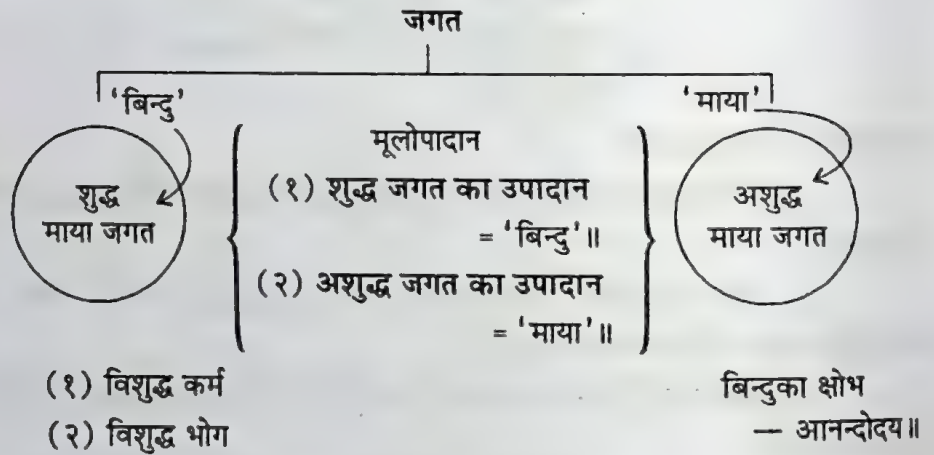 जगत
'बिन्दु'
'माया'
शुद्ध
माया जगत
मूलोपादान
(१) शुद्ध जगत का उपादान
= 'बिन्दु'॥
(२) अशुद्ध जगत का उपादान
= 'माया'॥
अशुद्ध
माया जगत
(१) विशुद्ध कर्म
(२) विशुद्ध भोग
बिन्दुका क्षोभ
— आनन्दोदय॥